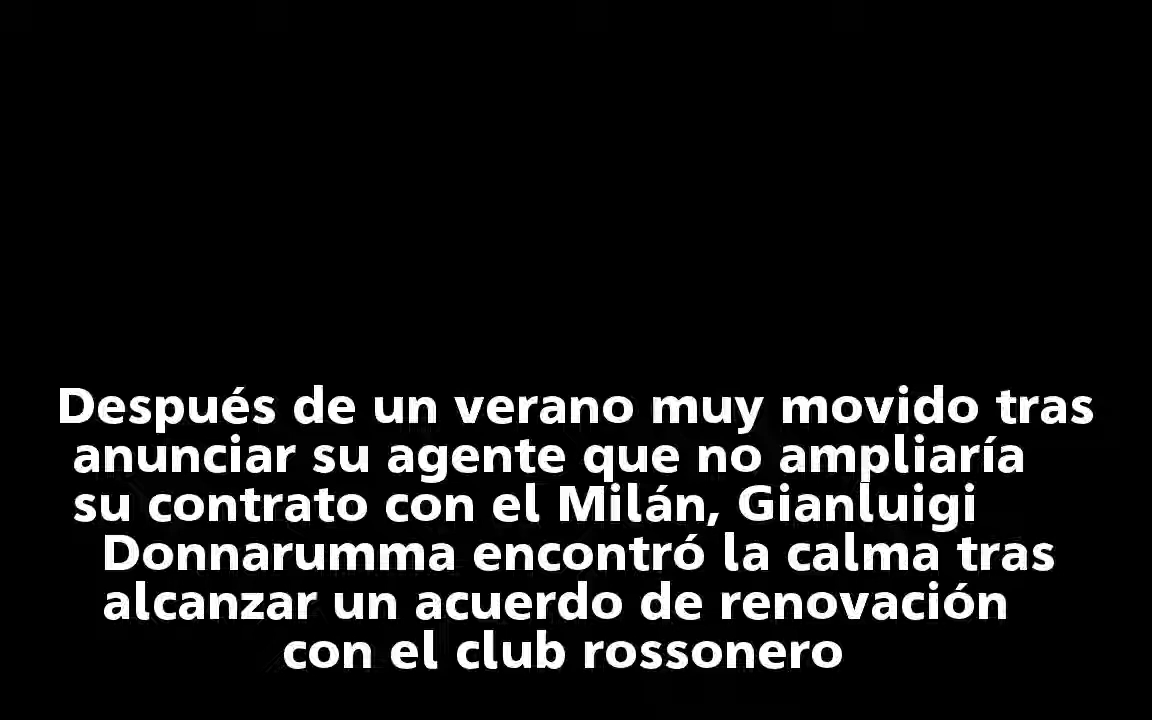 Después de un verano muy movido tras
anunciar su agente que no ampliaría
su contrato con el Milán, Gianluigi
Donnarumma encontró la calma tras
alcanzar un acuerdo de renovación
con el club rossonero